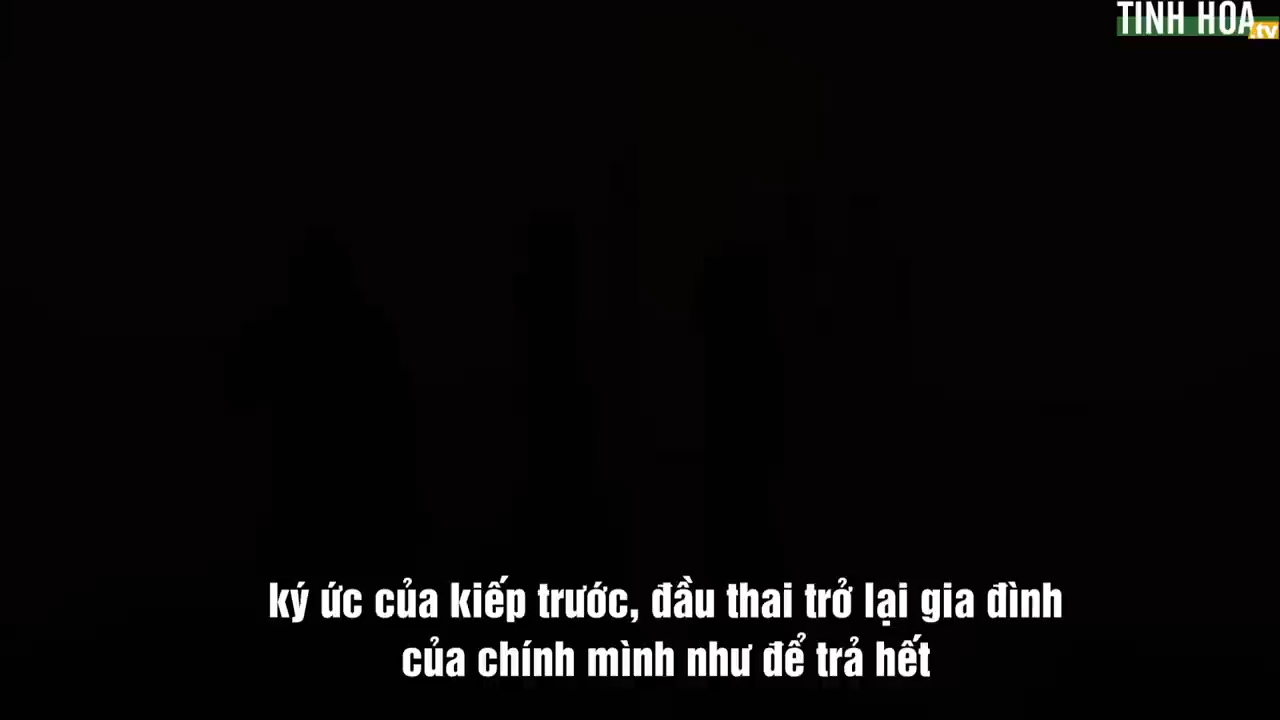 TINH HOA
.tv
ký ức của kiếp trước, đầu thai trở lại gia đình
của chính mình như để trả hết